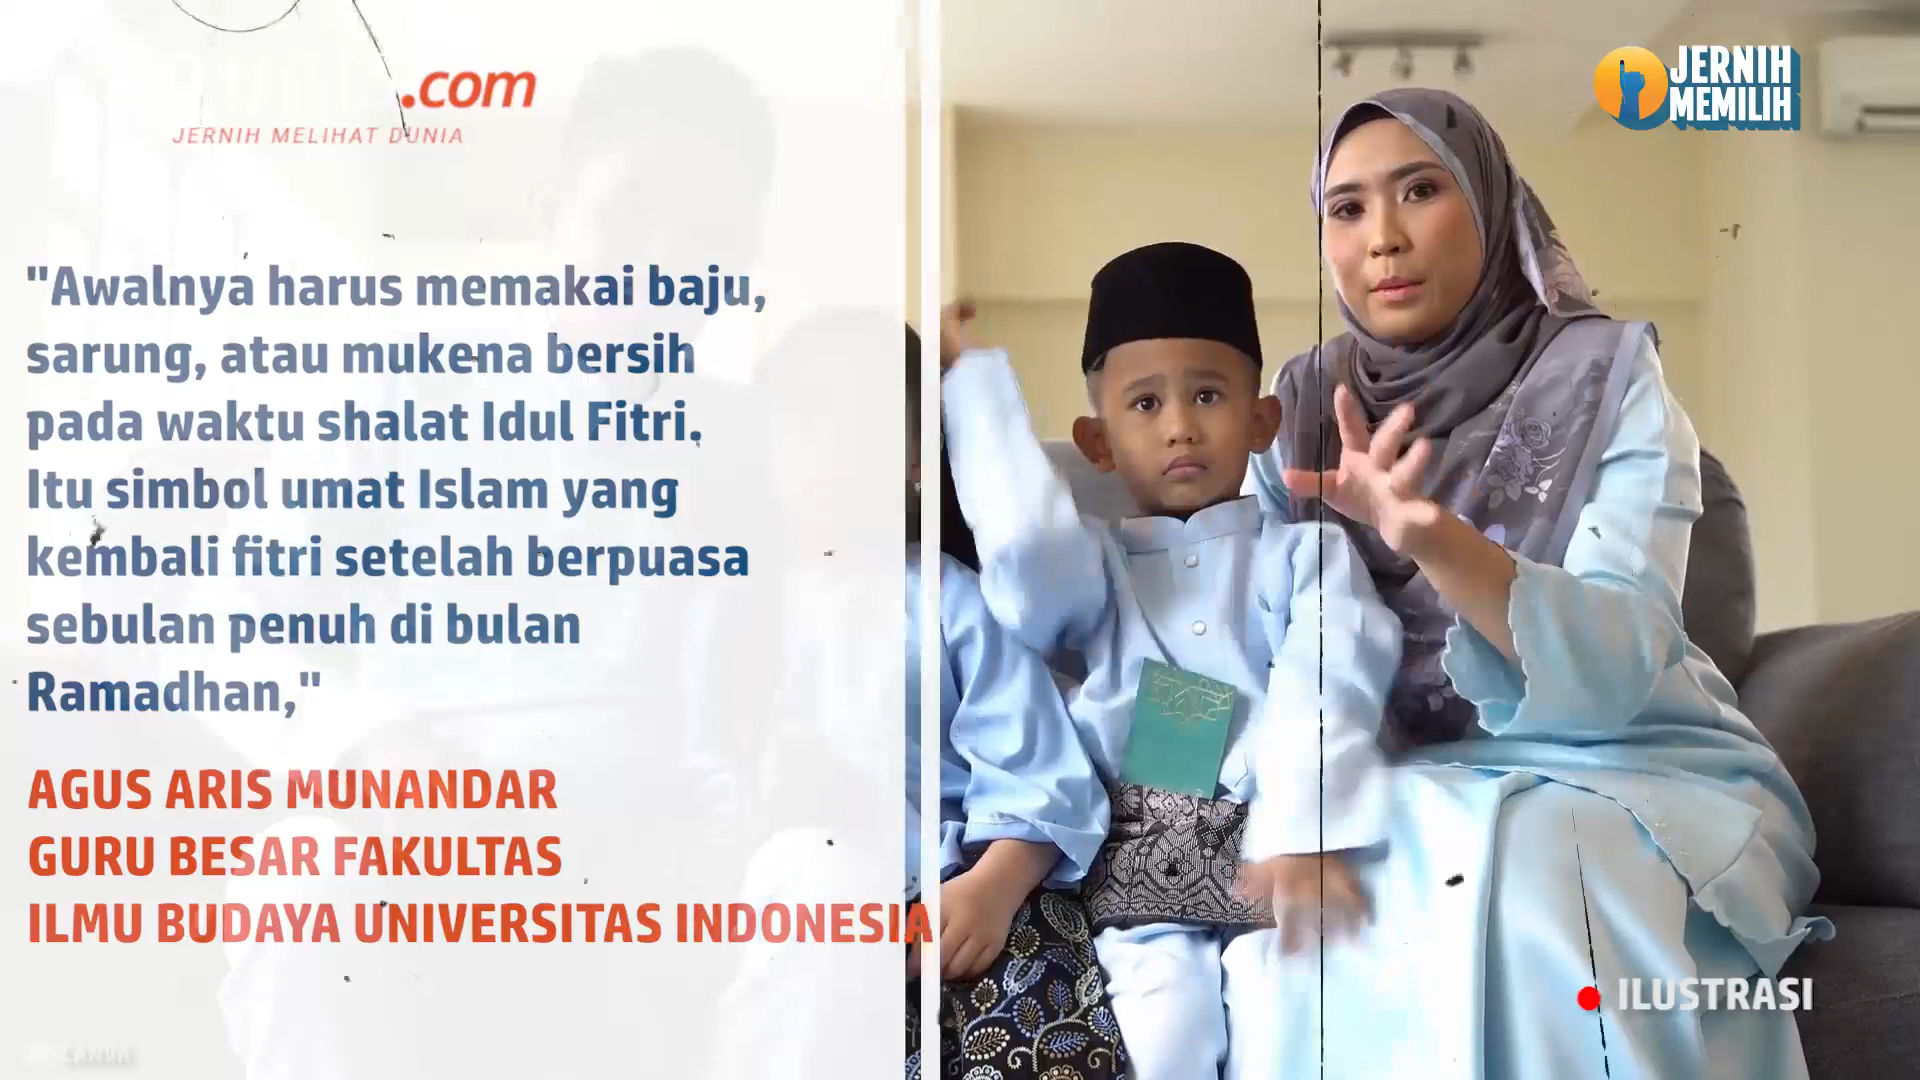 .com
JERNIH MELIHAT DUNIA
JERNIH
MEMILIH
"Awalnya harus memakai baju,
sarung, atau mukena bersih
pada waktu shalat Idul Fitri.
Itu simbol umat Islam yang
kembali fitri setelah berpuasa
sebulan penuh di bulan
Ramadhan,"
AGUS ARIS MUNANDAR
GURU BESAR FAKULTAS
ILMU BUDAYA UNIVERSITAS INDONESIA
ILUSTRASI
CANVA